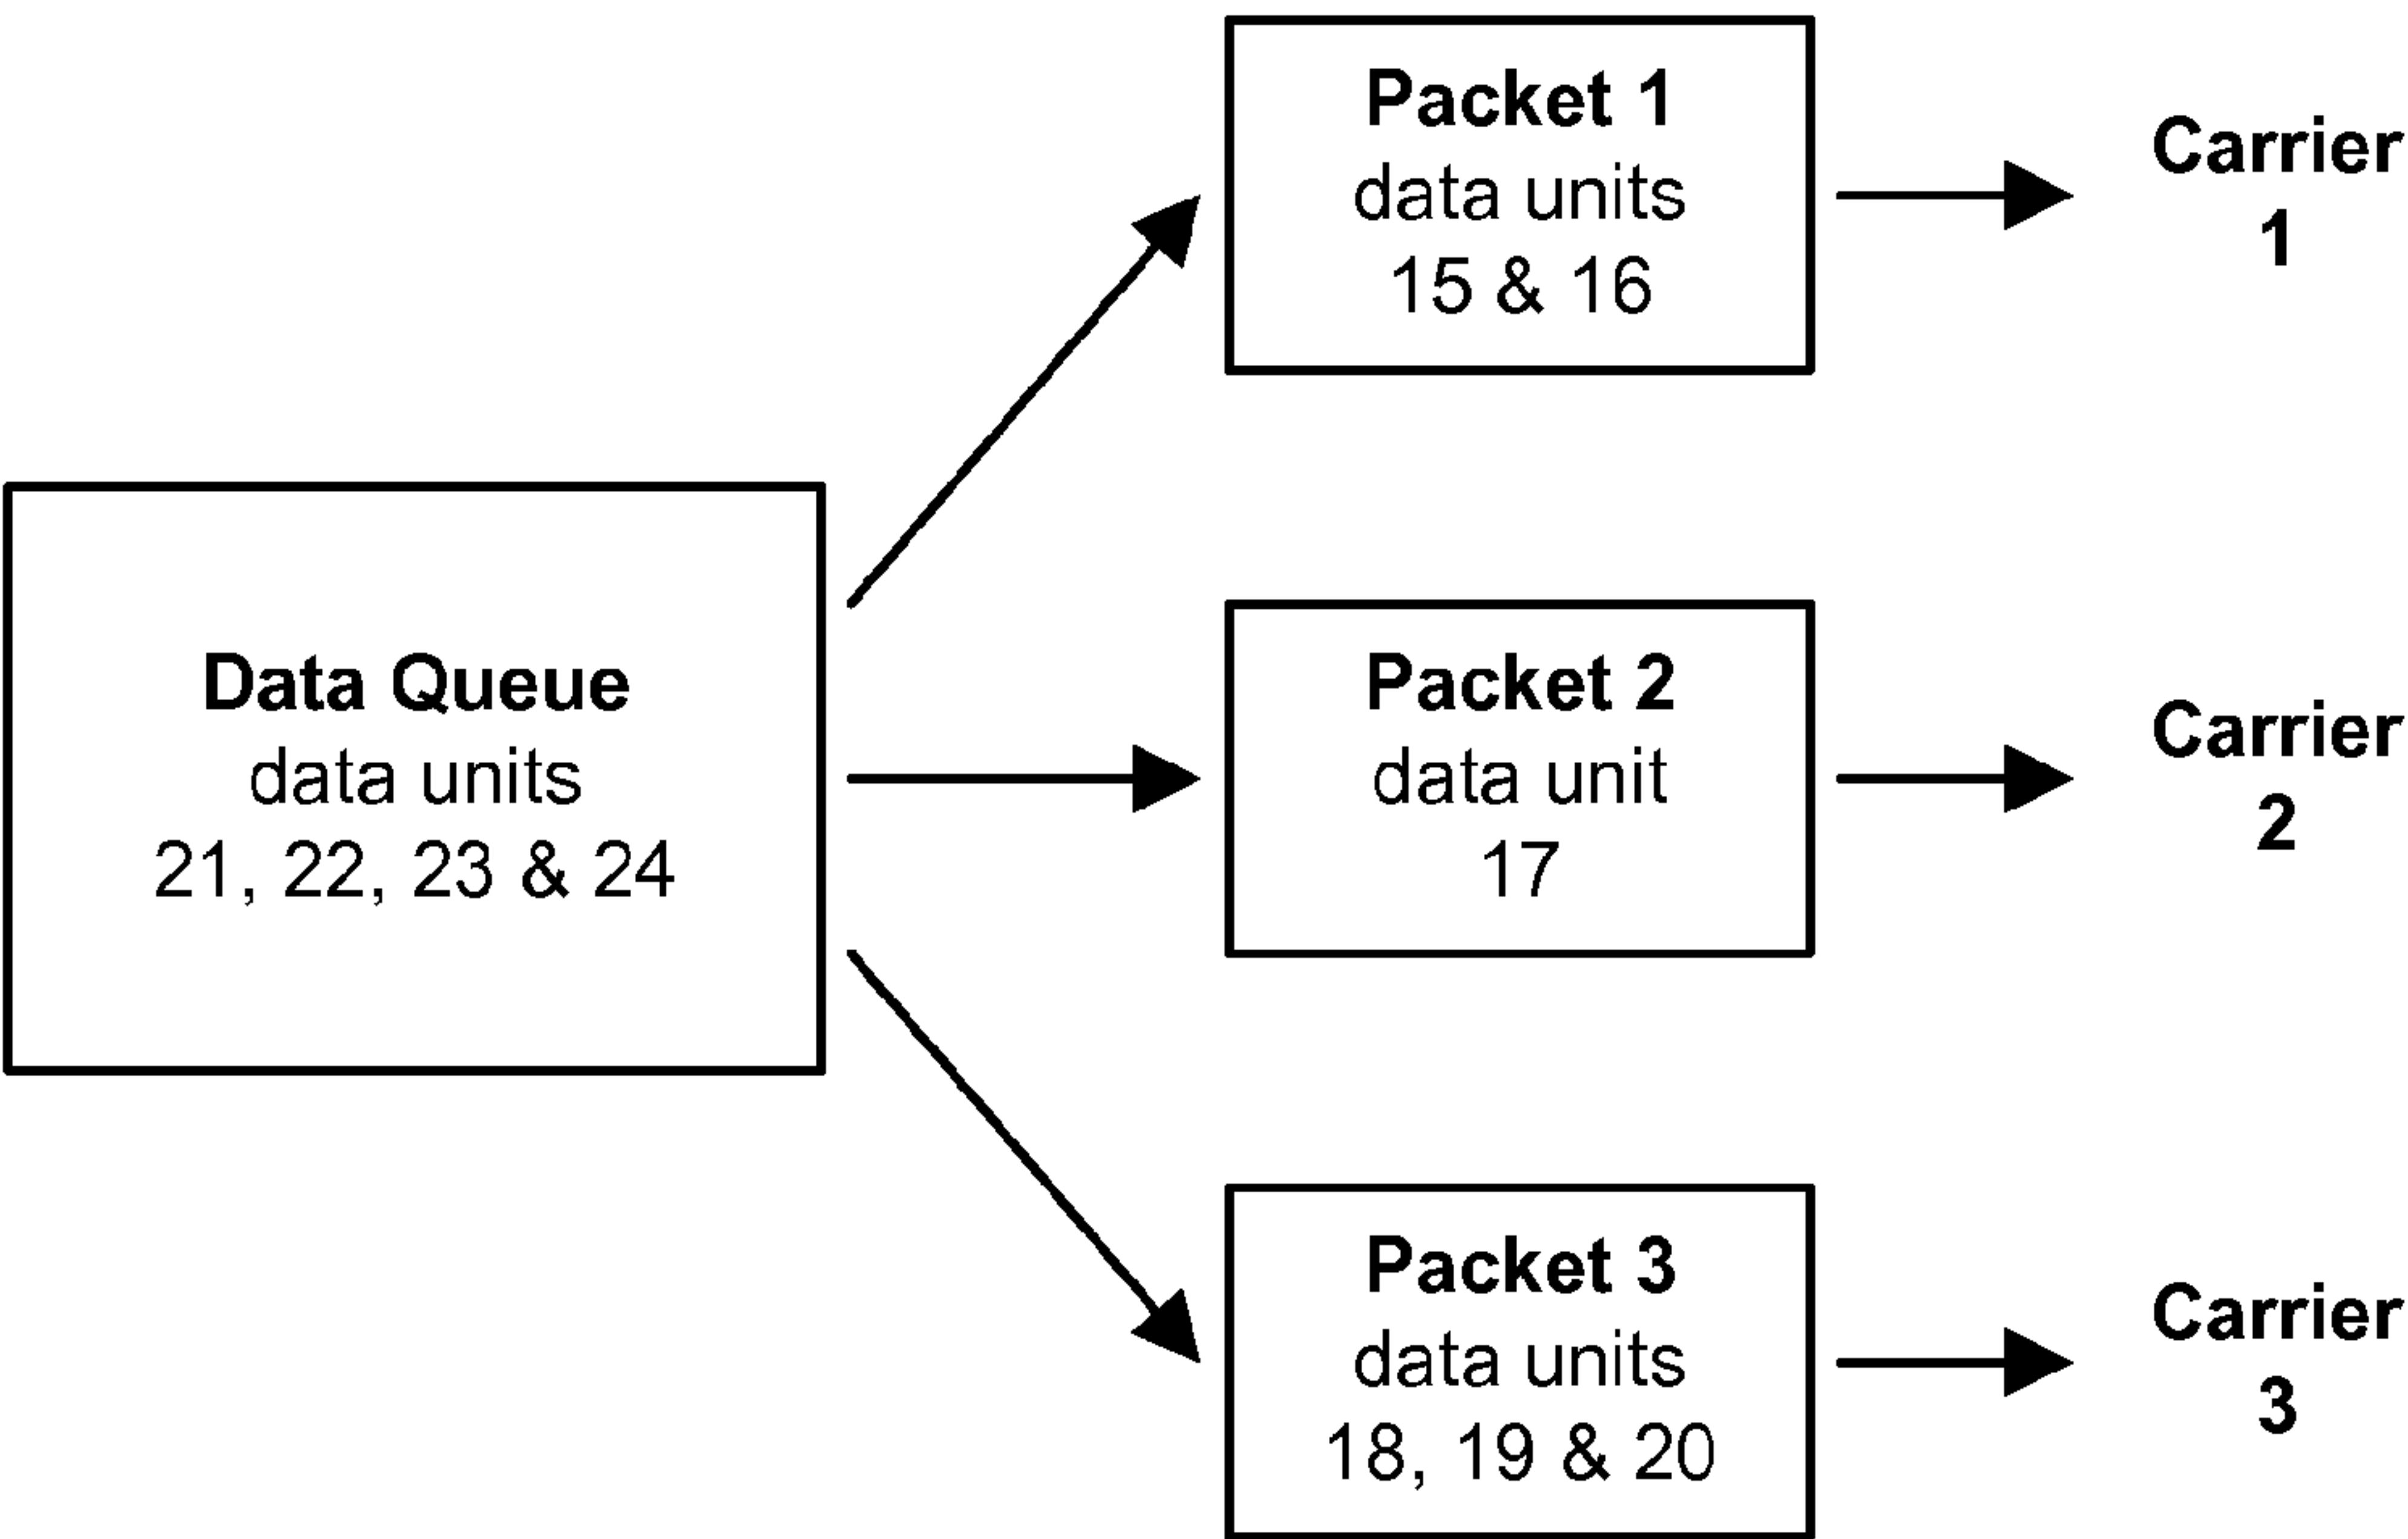 Packet 1
data units
15 & 16
Carrier
1
Data Queue
data units
21, 22, 23 & 24
Packet 2
data unit
17
Carrier
2
Packet 3
data units
18, 19 & 20
Carrier
3